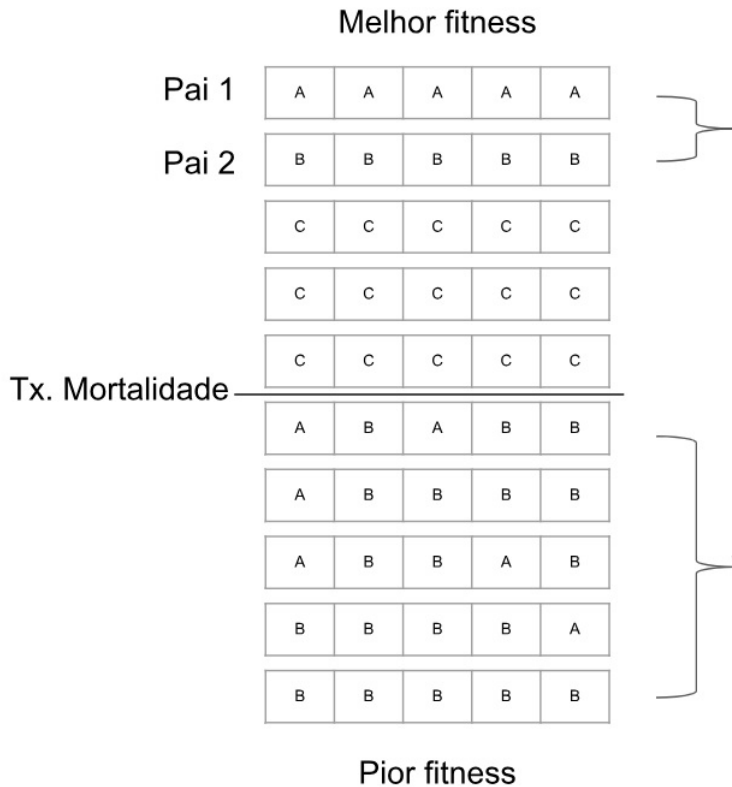 Melhor fitness
Pai 1 A A A A A
Pai 2 B B B B B
C C C C C
C C C C C
C C C C C
Tx. Mortalidade
A B A B B
A B B B B
A B B A B
B B B B A
B B B B B
Pior fitness